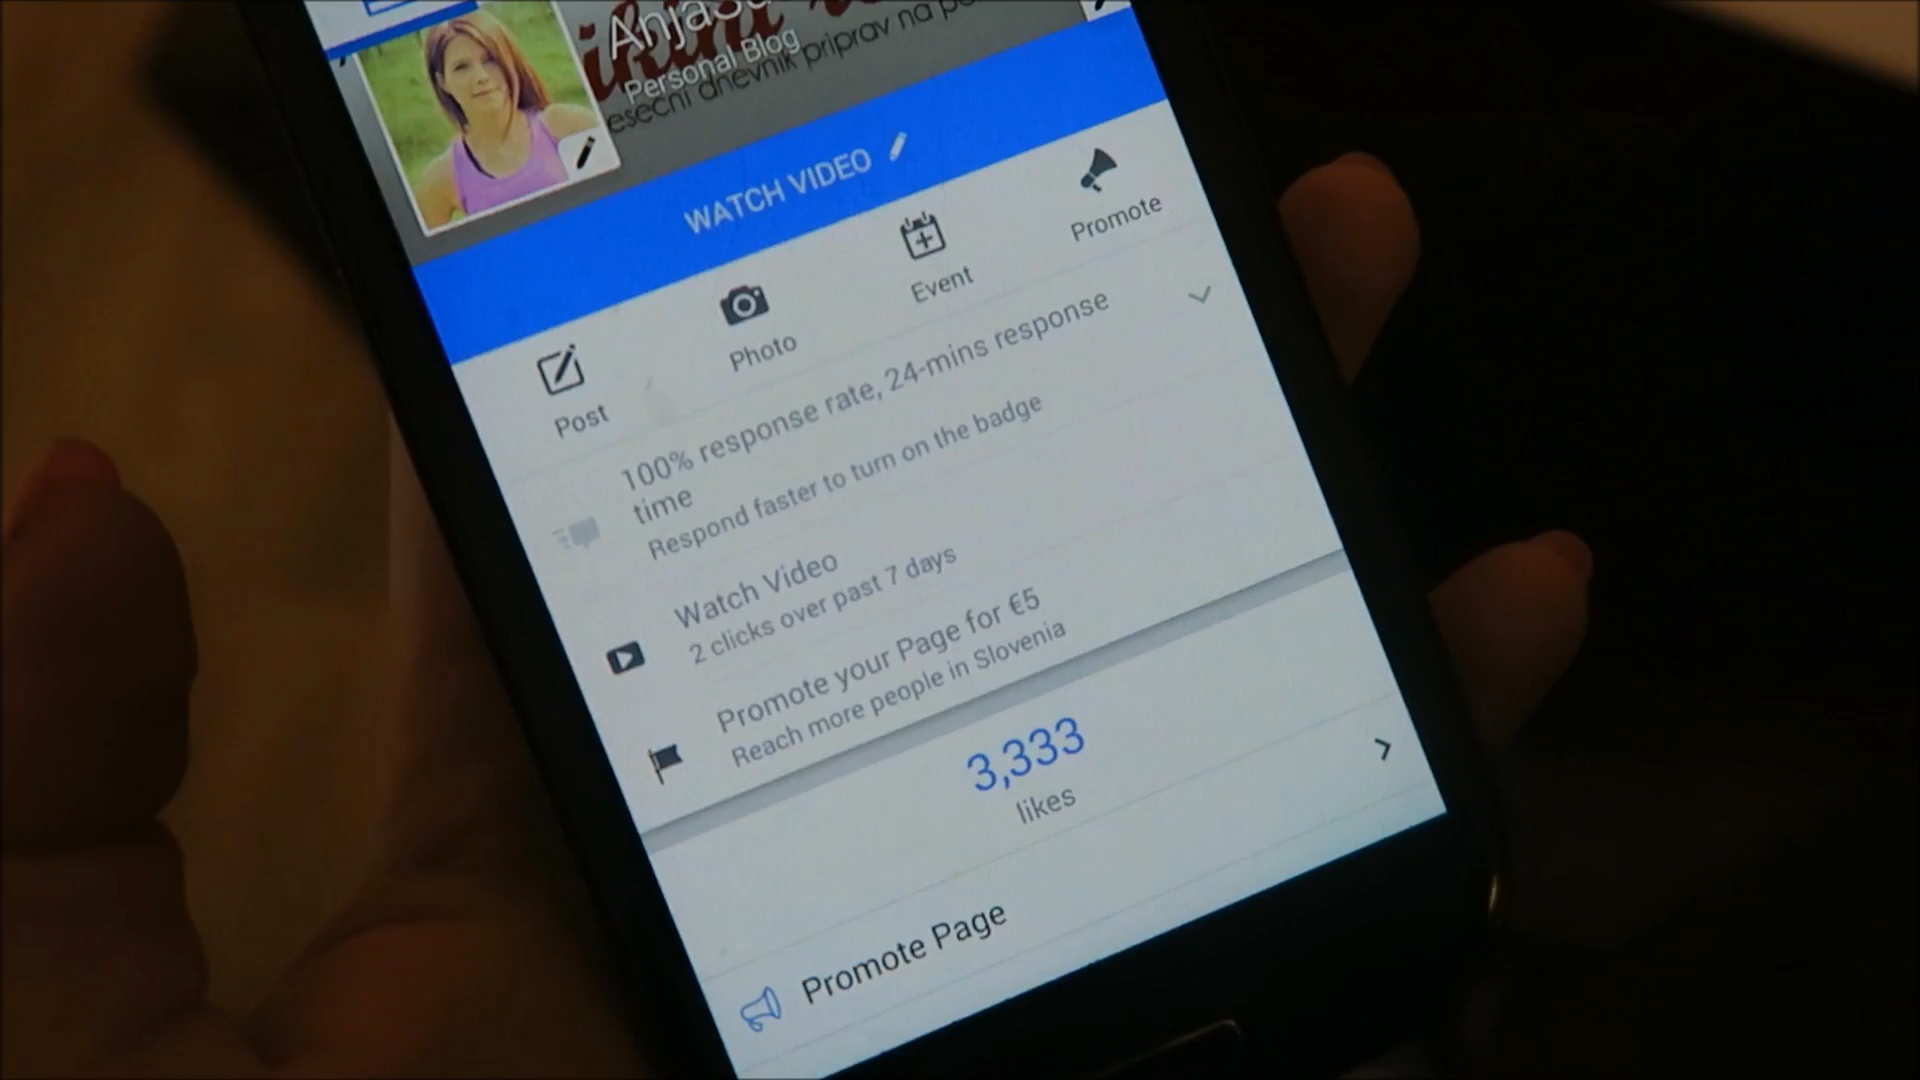 Personal Blog
dnevnik priprav na
WATCH VIDEO
Post
Photo
Event
Promote
100% response rate, 24-mins response
time
Respond faster to turn on the badge
Watch Video
2 clicks over past 7 days
Promote your Page for €5
Reach more people in Slovenia
3,333
likes
Promote Page